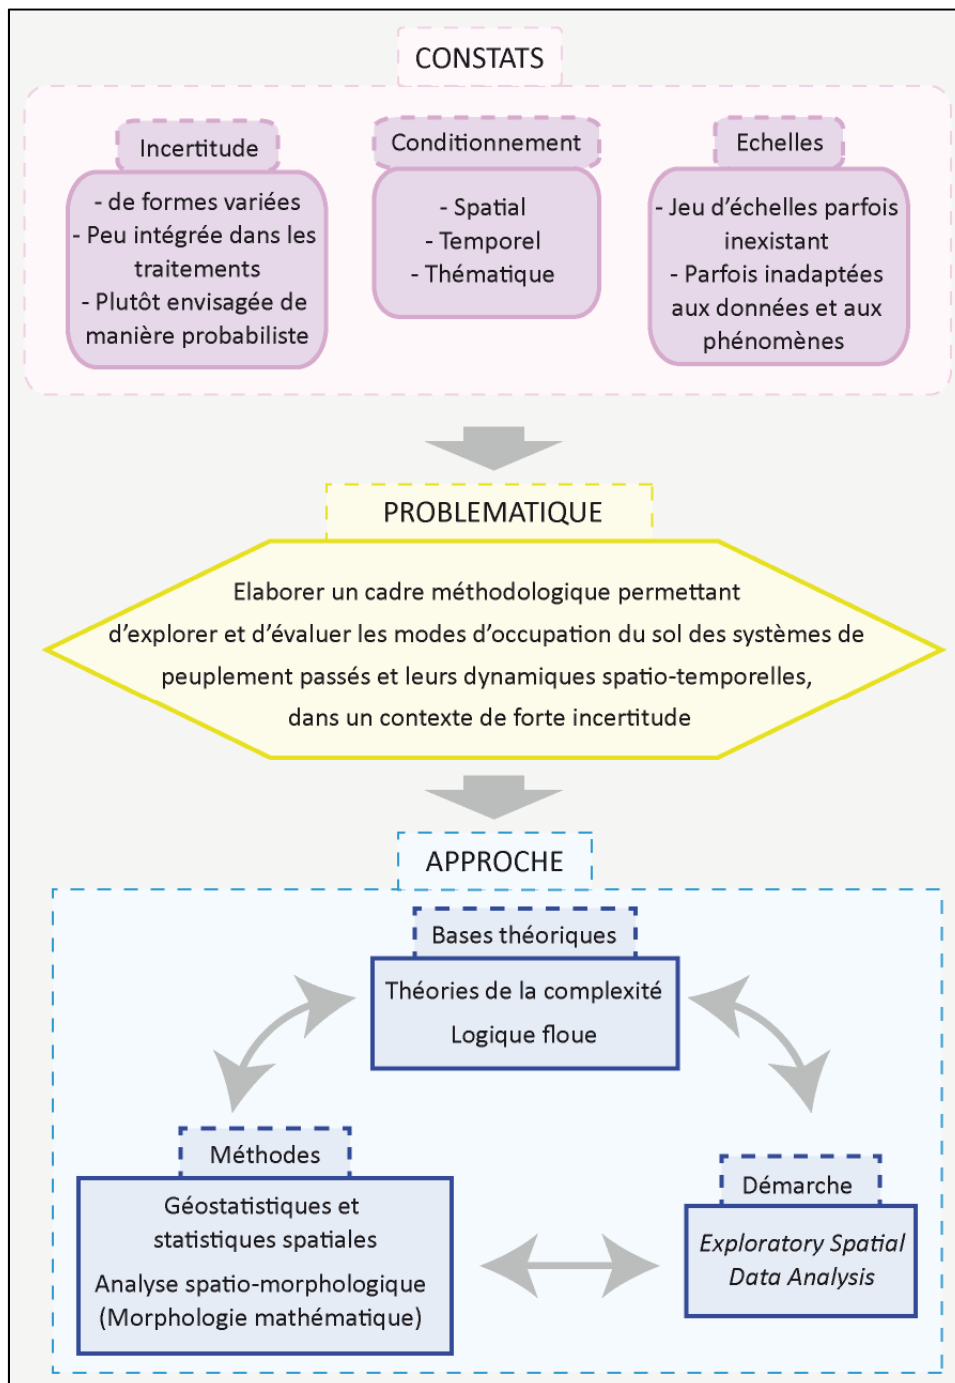 CONSTATS
Incertitude
- de formes variées
- Peu intégrée dans les
traitements
- Plutôt envisagée de
manière probabiliste
Conditionnement
- Spatial
- Temporel
- Thématique
Echelles
- Jeu d’échelles parfois
inexistant
- Parfois inadaptées
aux données et aux
phénomènes
PROBLEMATIQUE
Elaborer un cadre méthodologique permettant
d’explorer et d’évaluer les modes d’occupation du sol des systèmes de
peuplement passés et leurs dynamiques spatio-temporelles,
dans un contexte de forte incertitude
APPROCHE
Bases théoriques
Théories de la complexité
Logique floue
Méthodes
Géostatistiques et
statistiques spatiales
Analyse spatio-morphologique
(Morphologie mathématique)
Démarche
Exploratory Spatial
Data Analysis